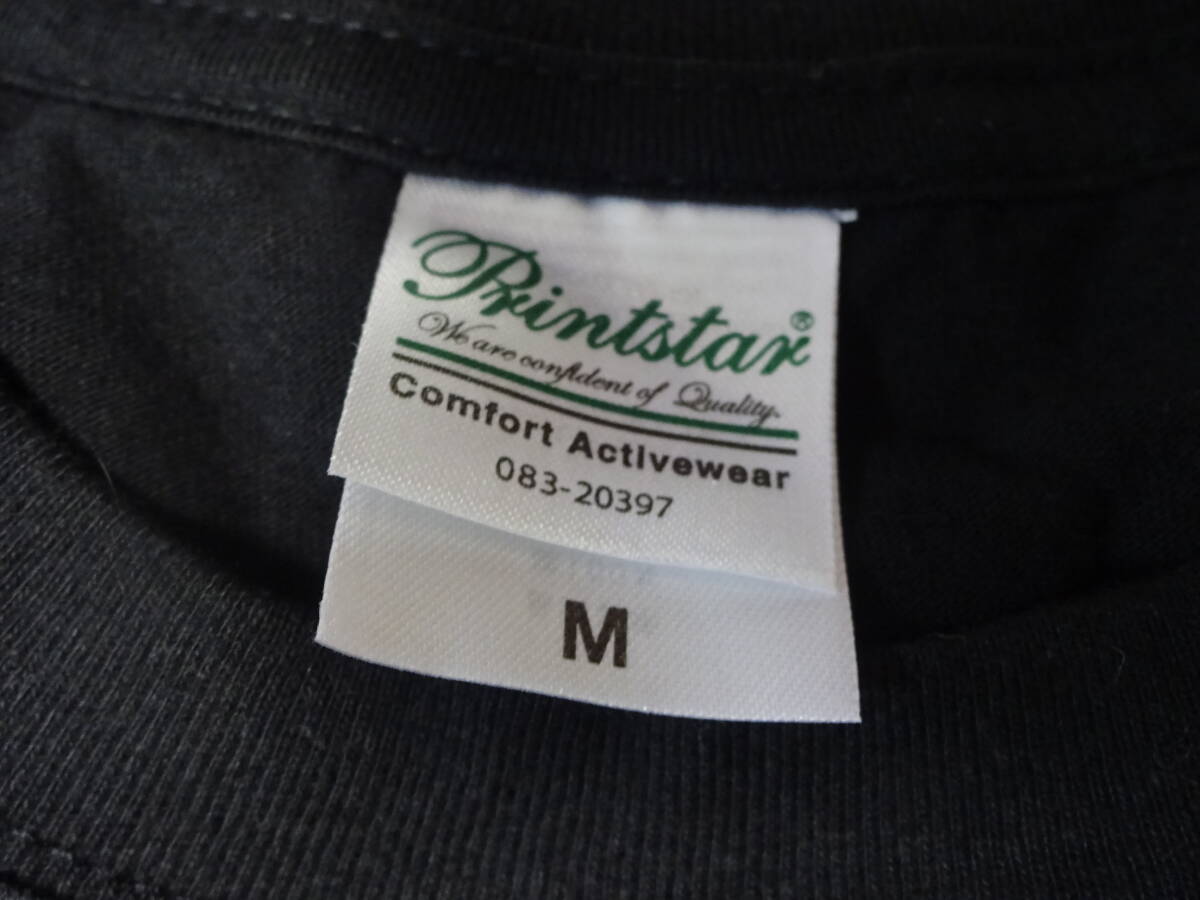 Printstar®
We are confident of Quality.
Comfort Activewear
083-20397
M